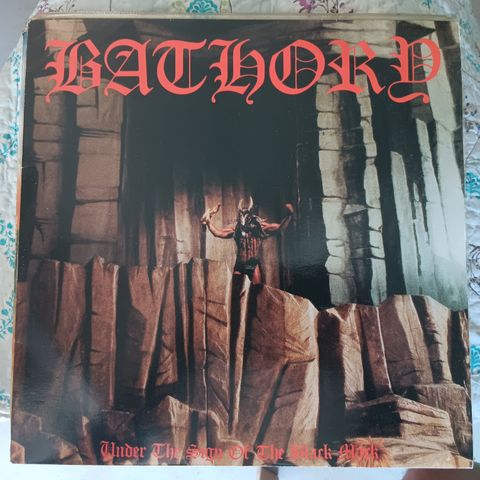 BATHORY
Under The Sign Of The Black Mark